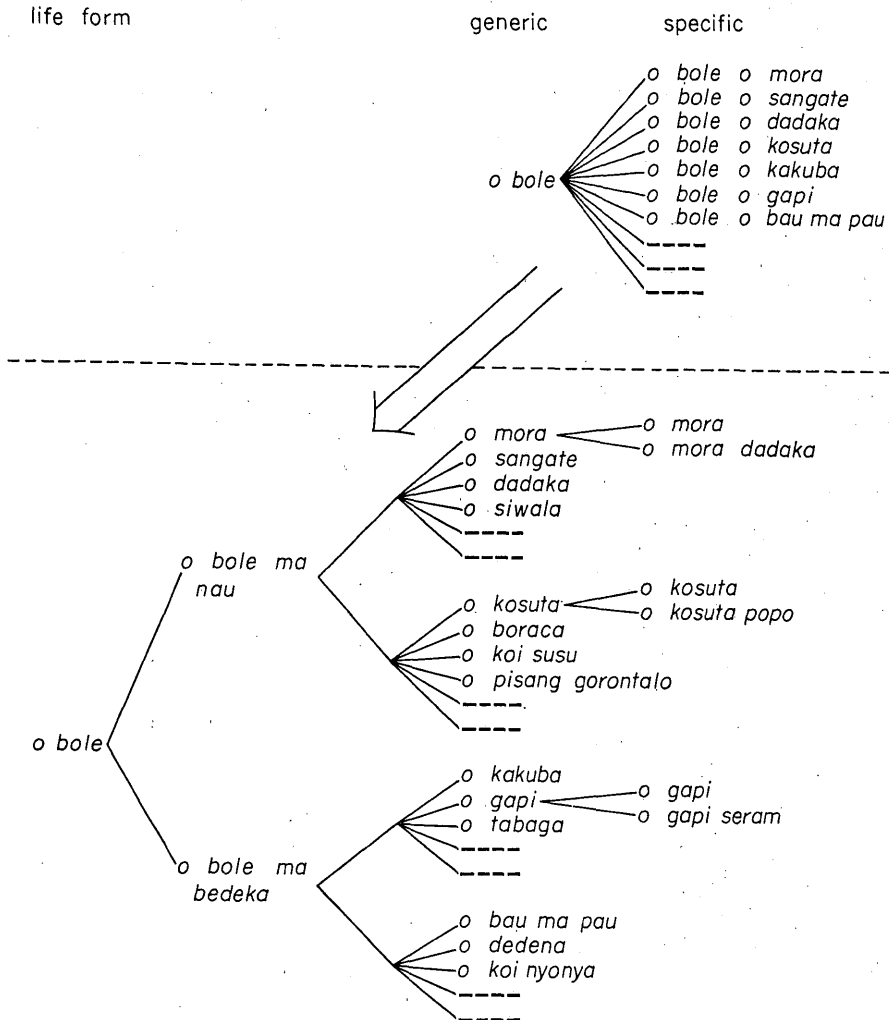 life form generic specific
o bole o mora
o bole o sangate
o bole o dadaka
o bole o kosuta
o bole
o bole o kakuba
o bole o gapi
o bole o bau ma pau
o mora
o mora
o mora dadaka
o sangate
o dadaka
o siwala
o bole ma
nau
o kosuta
o kosuta
o kosuta popo
o boraca
o koi susu
o pisang gorontalo
o bole
o kakuba
o gapi
o gapi
o gapi seram
o tabaga
o bole ma
bedeka
o bau ma pau
o dedena
o koi nyonya